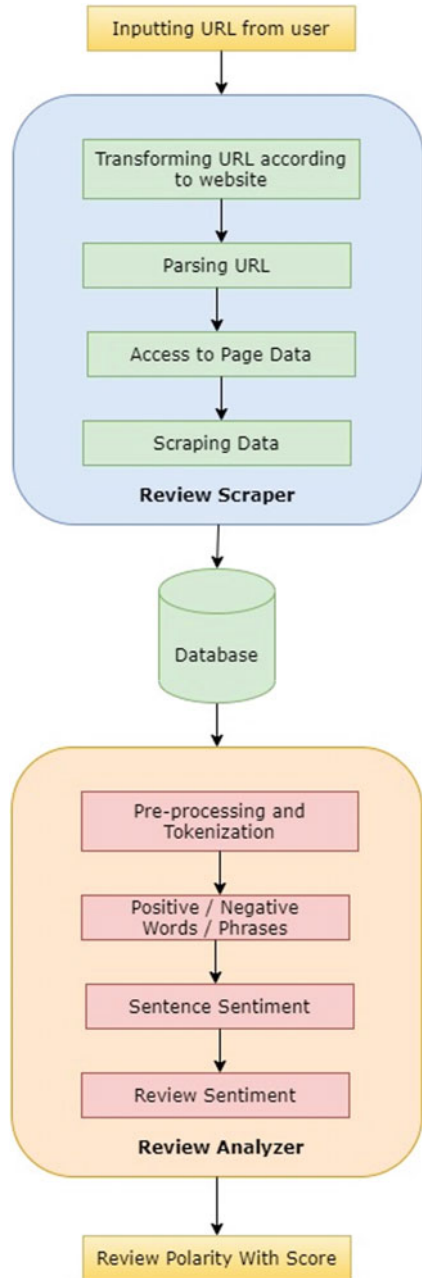 Inputting URL from user
Transforming URL according
to website
Parsing URL
Access to Page Data
Scraping Data
Review Scraper
Database
Pre-processing and
Tokenization
Positive / Negative
Words / Phrases
Sentence Sentiment
Review Sentiment
Review Analyzer
Review Polarity With Score